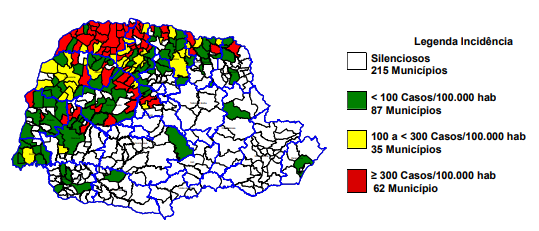 Legenda Incidência
Silenciosos
215 Municípios
< 100 Casos/100.000 hab
87 Municípios
100 a < 300 Casos/100.000 hab
35 Municípios
≥ 300 Casos/100.000 hab
62 Município